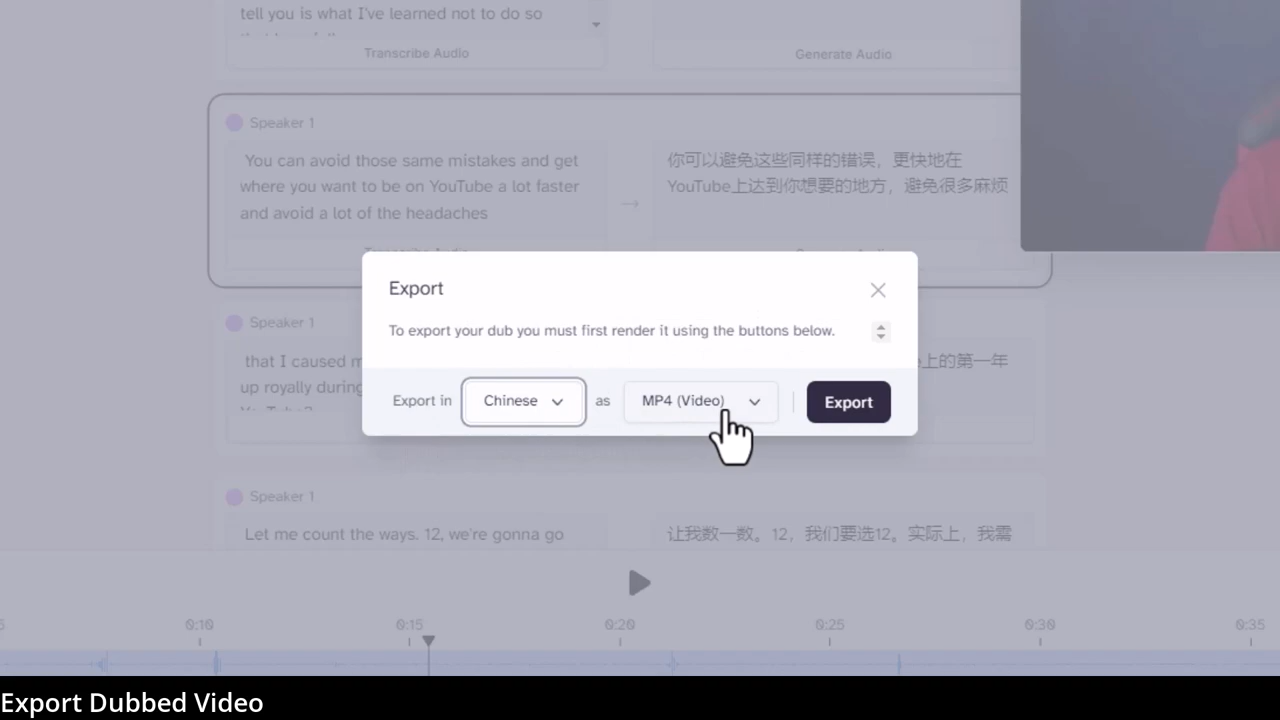 tell you is what I've learned not to do so
Transcribe Audio
Generate Audio
Speaker 1
You can avoid those same mistakes and get
where you want to be on YouTube a lot faster
and avoid a lot of the headaches
→
你可以避免这些同样的错误，更快地在
YouTube上达到你想要的地方，避免很多麻烦
Export
To export your dub you must first render it using the buttons below.
Export in
Chinese
as
MP4 (Video)
Export
Speaker 1
that I caused
up royally during
YouTube?
上的第一年
Speaker 1
Let me count the ways. 12, we're gonna go
让我数一数。12，我们要选12。实际上，我需
0:10
0:15
0:20
0:25
0:30
0:35
Export Dubbed Video